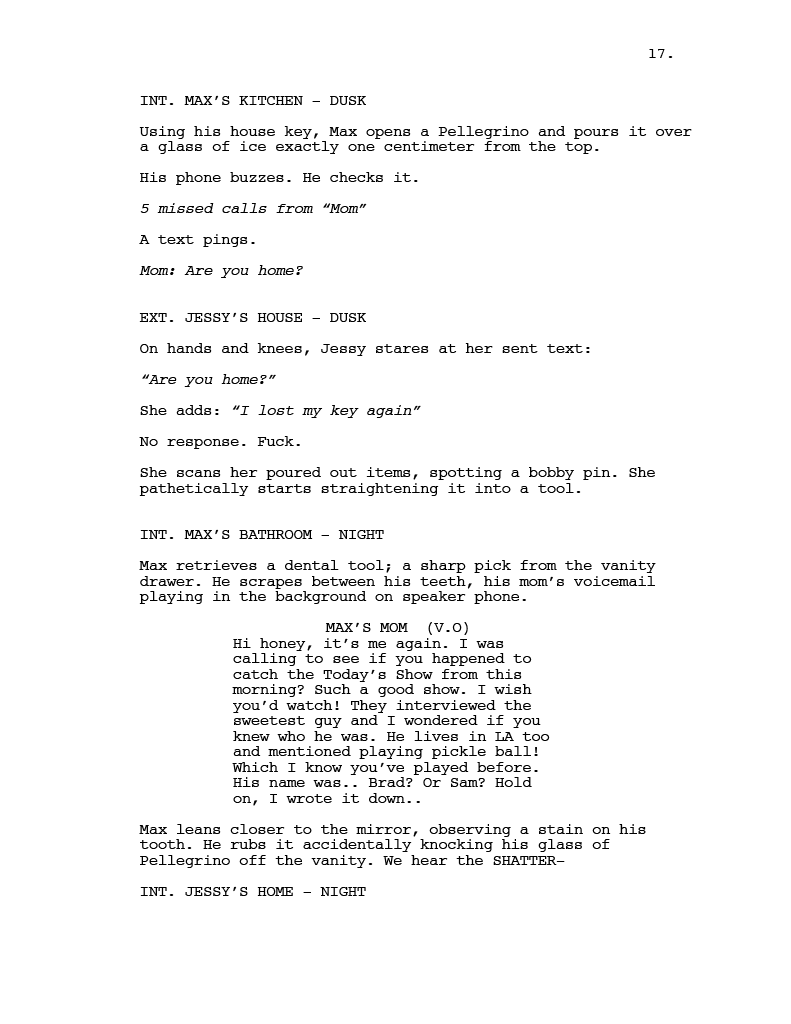 17.
INT. MAX’S KITCHEN – DUSK
Using his house key, Max opens a Pellegrino and pours it over
a glass of ice exactly one centimeter from the top.
His phone buzzes. He checks it.
5 missed calls from “Mom”
A text pings.
Mom: Are you home?
EXT. JESSY’S HOUSE – DUSK
On hands and knees, Jessy stares at her sent text:
“Are you home?”
She adds: “I lost my key again”
No response. Fuck.
She scans her poured out items, spotting a bobby pin. She
pathetically starts straightening it into a tool.
INT. MAX’S BATHROOM – NIGHT
Max retrieves a dental tool; a sharp pick from the vanity
drawer. He scrapes between his teeth, his mom’s voicemail
playing in the background on speaker phone.
MAX’S MOM (V.O)
Hi honey, it’s me again. I was
calling to see if you happened to
catch the Today’s Show from this
morning? Such a good show. I wish
you’d watch! They interviewed the
sweetest guy and I wondered if you
knew who he was. He lives in LA too
and mentioned playing pickle ball!
Which I know you’ve played before.
His name was.. Brad? Or Sam? Hold
on, I wrote it down..
Max leans closer to the mirror, observing a stain on his
tooth. He rubs it accidentally knocking his glass of
Pellegrino off the vanity. We hear the SHATTER–
INT. JESSY’S HOME – NIGHT